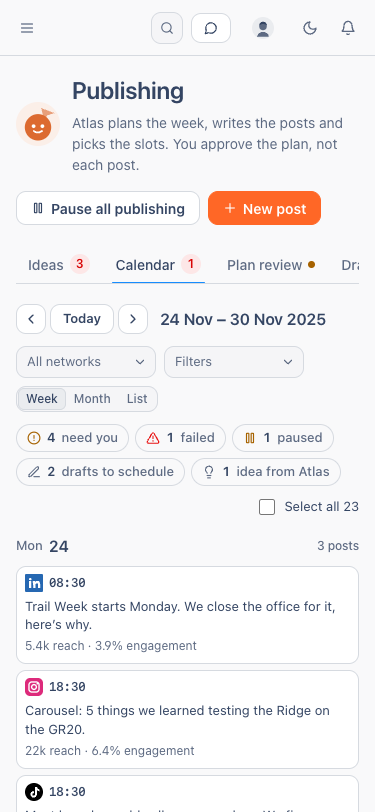 Publishing
Atlas plans the week, writes the posts and
picks the slots. You approve the plan, not
each post.
Pause all publishing
New post
Ideas 3
Calendar 1
Plan review
Dra
Today
24 Nov – 30 Nov 2025
All networks
Filters
Week
Month
List
4 need you
1 failed
1 paused
2 drafts to schedule
1 idea from Atlas
Select all 23
Mon 24
3 posts
in 08:30
Trail Week starts Monday. We close the office for it,
here’s why.
5.4k reach · 3.9% engagement
18:30
Carousel: 5 things we learned testing the Ridge on
the GR20.
22k reach · 6.4% engagement
18:30